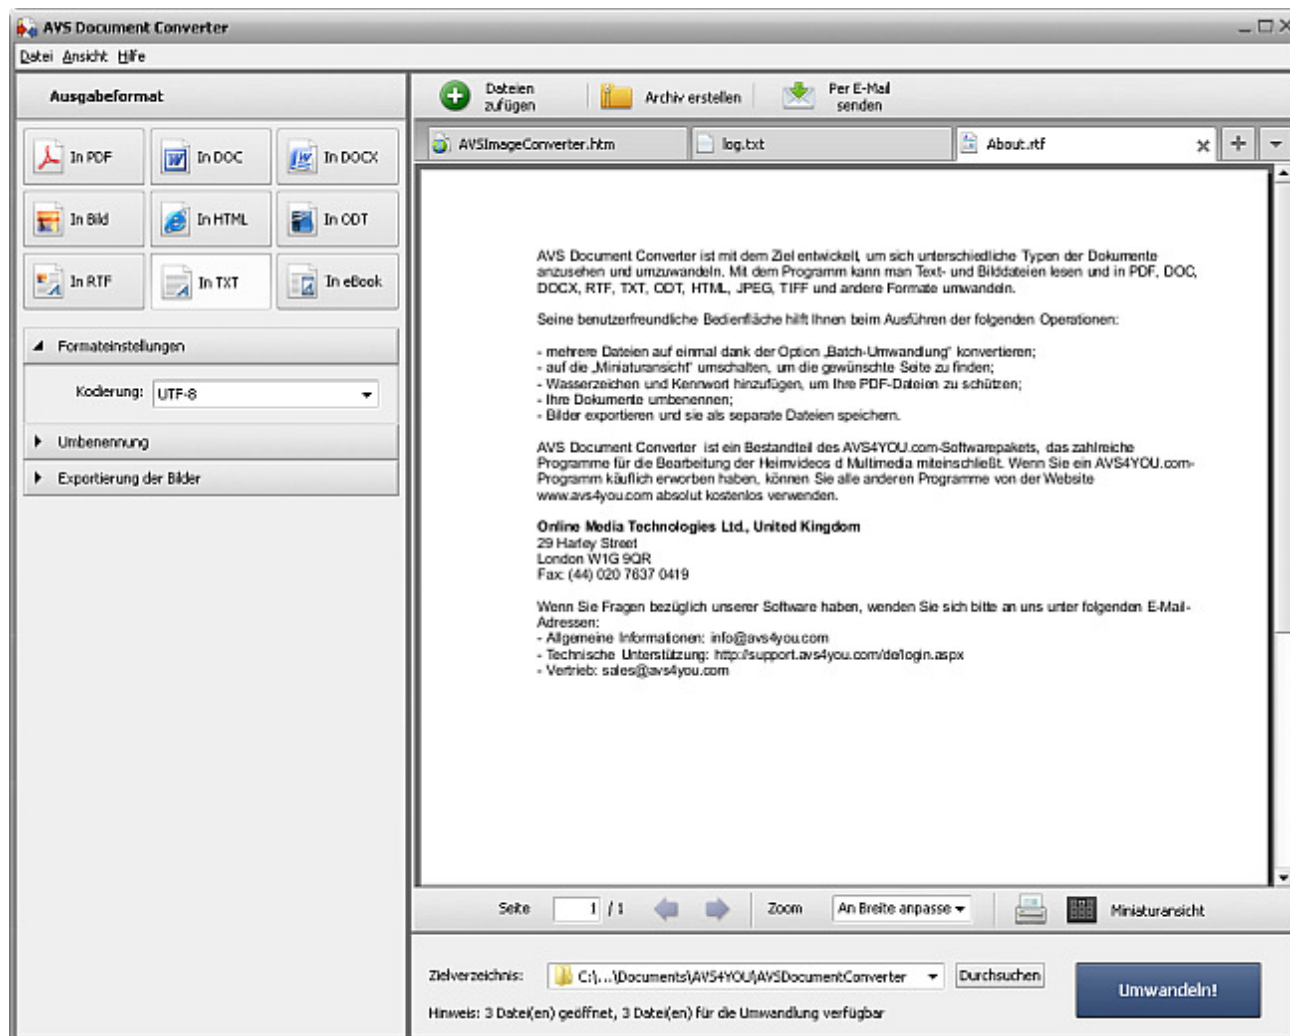 AVS Document Converter
Datei Ansicht Hilfe
Ausgabeformat
In PDF
In DOC
In DOCX
In Bild
In HTML
In ODT
In RTF
In TXT
In eBook
Formateinstellungen
Kodierung: UTF-8
Umbenennung
Exportierung der Bilder
Dateien
zufügen
Archiv erstellen
Per E-Mail
senden
AVSImageConverter.htm
log.txt
About.rtf
AVS Document Converter ist mit dem Ziel entwickelt, um sich unterschiedliche Typen der Dokumente
anzusehen und umzuwandeln. Mit dem Programm kann man Text- und Bilddateien lesen und in PDF, DOC,
DOCX, RTF, TXT, ODT, HTML, JPEG, TIFF und andere Formate umwandeln.
Seine benutzerfreundliche Bedienfläche hilft Ihnen beim Ausführen der folgenden Operationen:
- mehrere Dateien auf einmal dank der Option „Batch-Umwandlung" konvertieren;
- auf die „Miniaturansicht" umschalten, um die gewünschte Seite zu finden;
- Wasserzeichen und Kennwort hinzufügen, um Ihre PDF-Dateien zu schützen;
- Ihre Dokumente umbenennen;
- Bilder exportieren und sie als separate Dateien speichern.
AVS Document Converter ist ein Bestandteil des AVS4YOU.com-Softwarepakets, das zahlreiche
Programme für die Bearbeitung der Heimvideos d Multimedia miteinschließt. Wenn Sie ein AVS4YOU.com-
Programm käuflich erworben haben, können Sie alle anderen Programme von der Website
www.avs4you.com absolut kostenlos verwenden.
Online Media Technologies Ltd., United Kingdom
29 Harley Street
London W1G 9QR
Fax: (44) 020 7637 0419
Wenn Sie Fragen bezüglich unserer Software haben, wenden Sie sich bitte an uns unter folgenden E-Mail-
Adressen:
- Allgemeine Informationen: info@avs4you.com
- Technische Unterstützung: http://support.avs4you.com/de/login.aspx
- Vertrieb: sales@avs4you.com
Seite 1 / 1 Zoom An Breite anpasse Miniaturansicht
Zielverzeichnis: C:\...\Documents\AVS4YOU\AVSDocumentConverter Durchsuchen
Umwandeln!
Hinweis: 3 Datei(en) geöffnet, 3 Datei(en) für die Umwandlung verfügbar